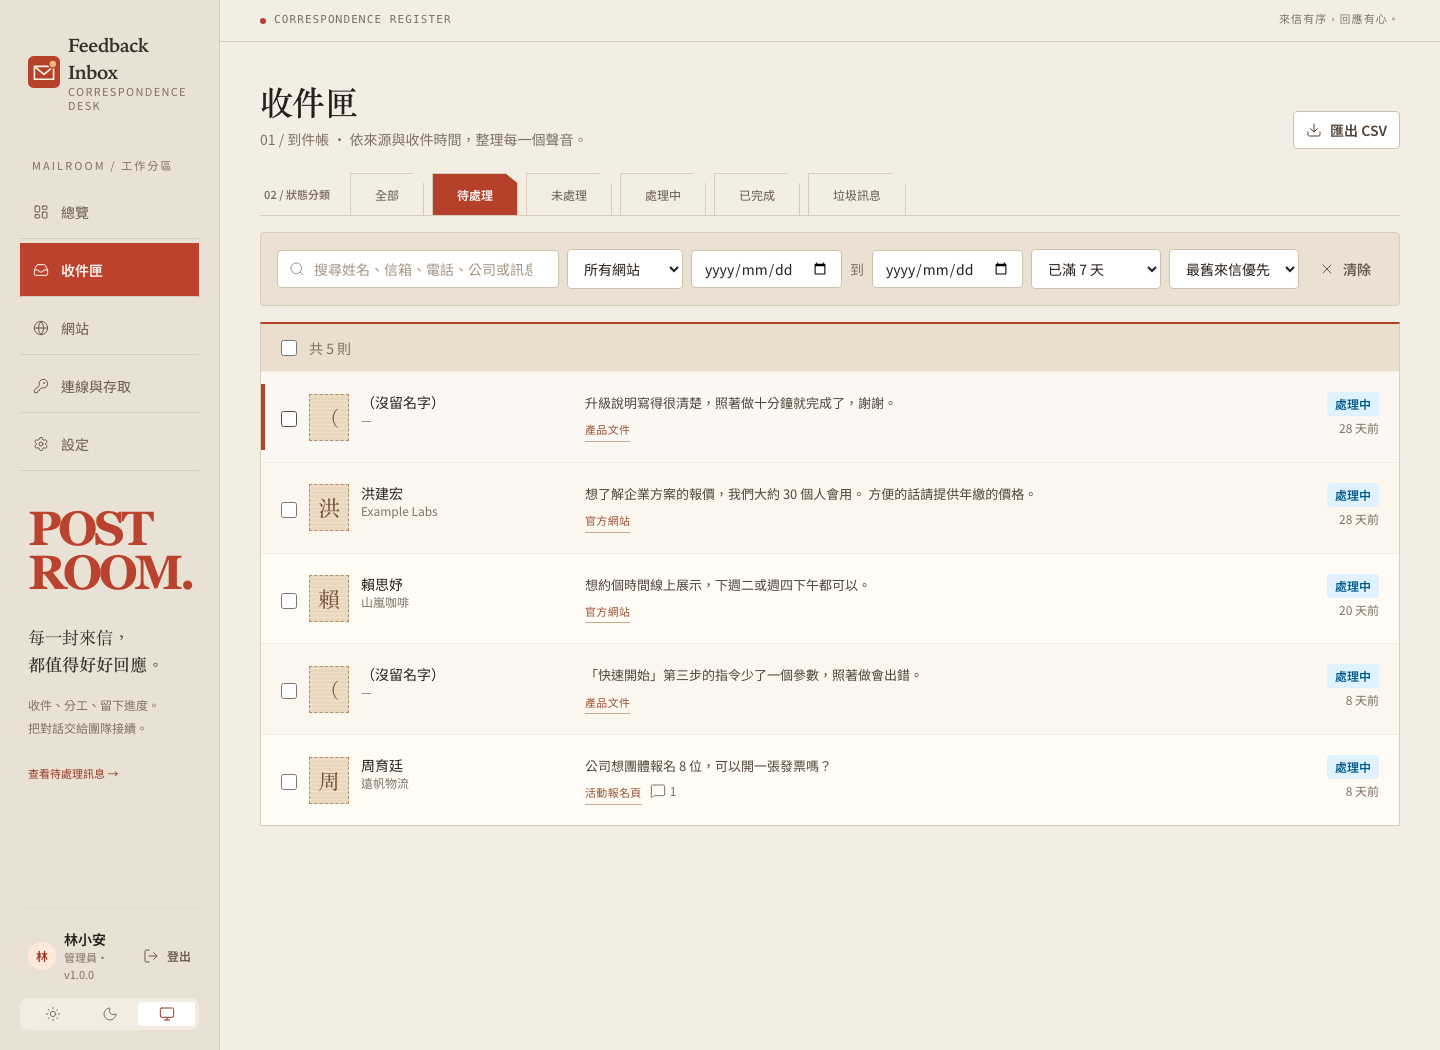 Feedback
Inbox
CORRESPONDENCE
DESK
MAILROOM / 工作分區
總覽
收件匣
網站
連線與存取
設定
POST
ROOM.
每一封來信，
都值得好好回應。
收件、分工、留下進度。
把對話交給團隊接續。
查看待處理訊息 →
林
林小安
管理員・
v1.0.0
登出
CORRESPONDENCE REGISTER
來信有序，回應有心。
收件匣
01 / 到件帳 ・ 依來源與收件時間，整理每一個聲音。
匯出 CSV
02 / 狀態分類
全部
待處理
未處理
處理中
已完成
垃圾訊息
搜尋姓名、信箱、電話、公司或訊息
所有網站
yyyy/mm/dd
到
yyyy/mm/dd
已滿 7 天
最舊來信優先
清除
共 5 則
（
（沒留名字）
—
升級說明寫得很清楚，照著做十分鐘就完成了，謝謝。
產品文件
處理中
28 天前
洪
洪建宏
Example Labs
想了解企業方案的報價，我們大約 30 個人會用。 方便的話請提供年繳的價格。
官方網站
處理中
28 天前
賴
賴思妤
山嵐咖啡
想約個時間線上展示，下週二或週四下午都可以。
官方網站
處理中
20 天前
（
（沒留名字）
—
「快速開始」第三步的指令少了一個參數，照著做會出錯。
產品文件
處理中
8 天前
周
周育廷
遠帆物流
公司想團體報名 8 位，可以開一張發票嗎？
活動報名頁
1
處理中
8 天前